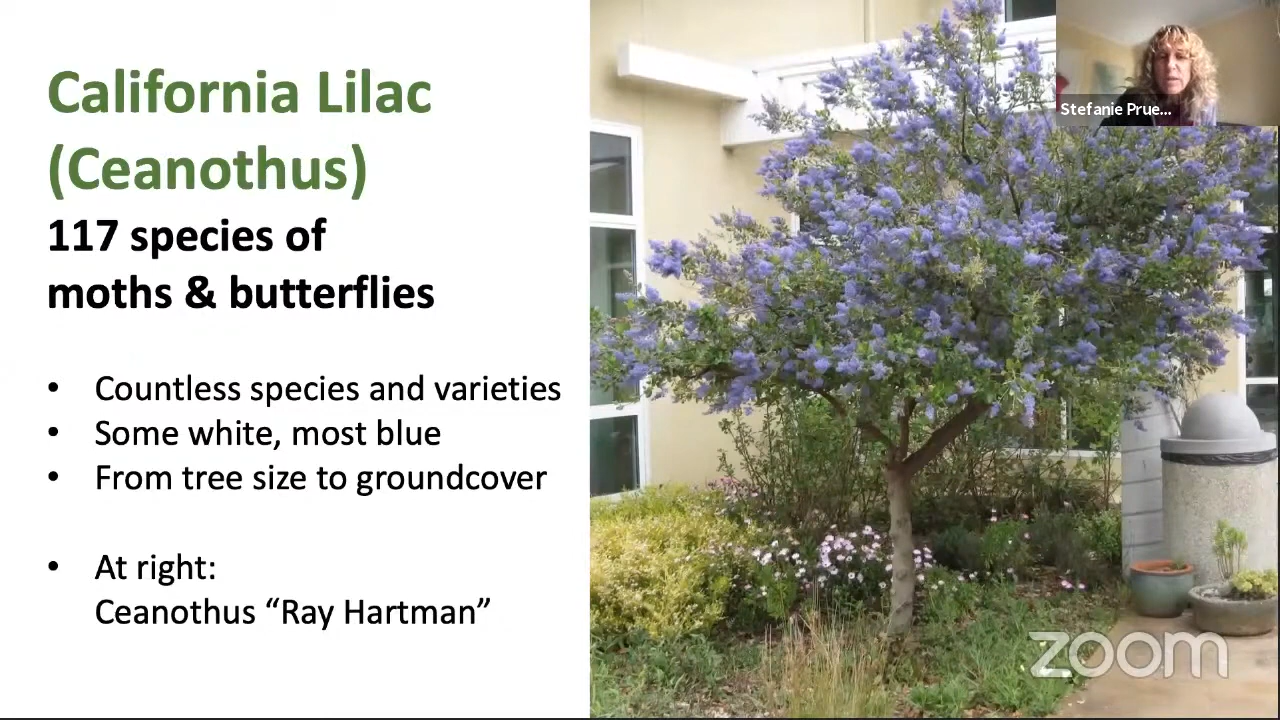 California Lilac
(Ceanothus)
117 species of
moths & butterflies
• Countless species and varieties
• Some white, most blue
• From tree size to groundcover
• At right:
Ceanothus “Ray Hartman”
Stefanie Prue...
zoom